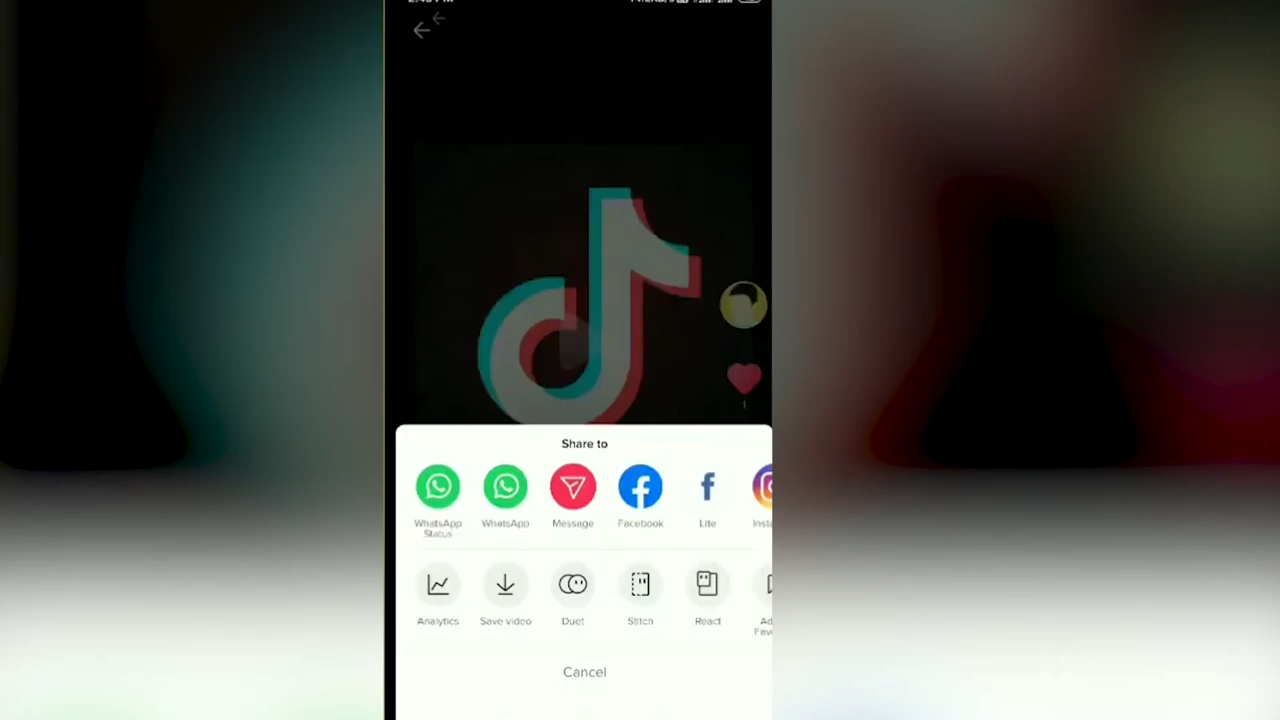 Share to
WhatsApp
Status
WhatsApp
Message
Facebook
Lite
Analytics
Save video
Duet
Stitch
React
Cancel